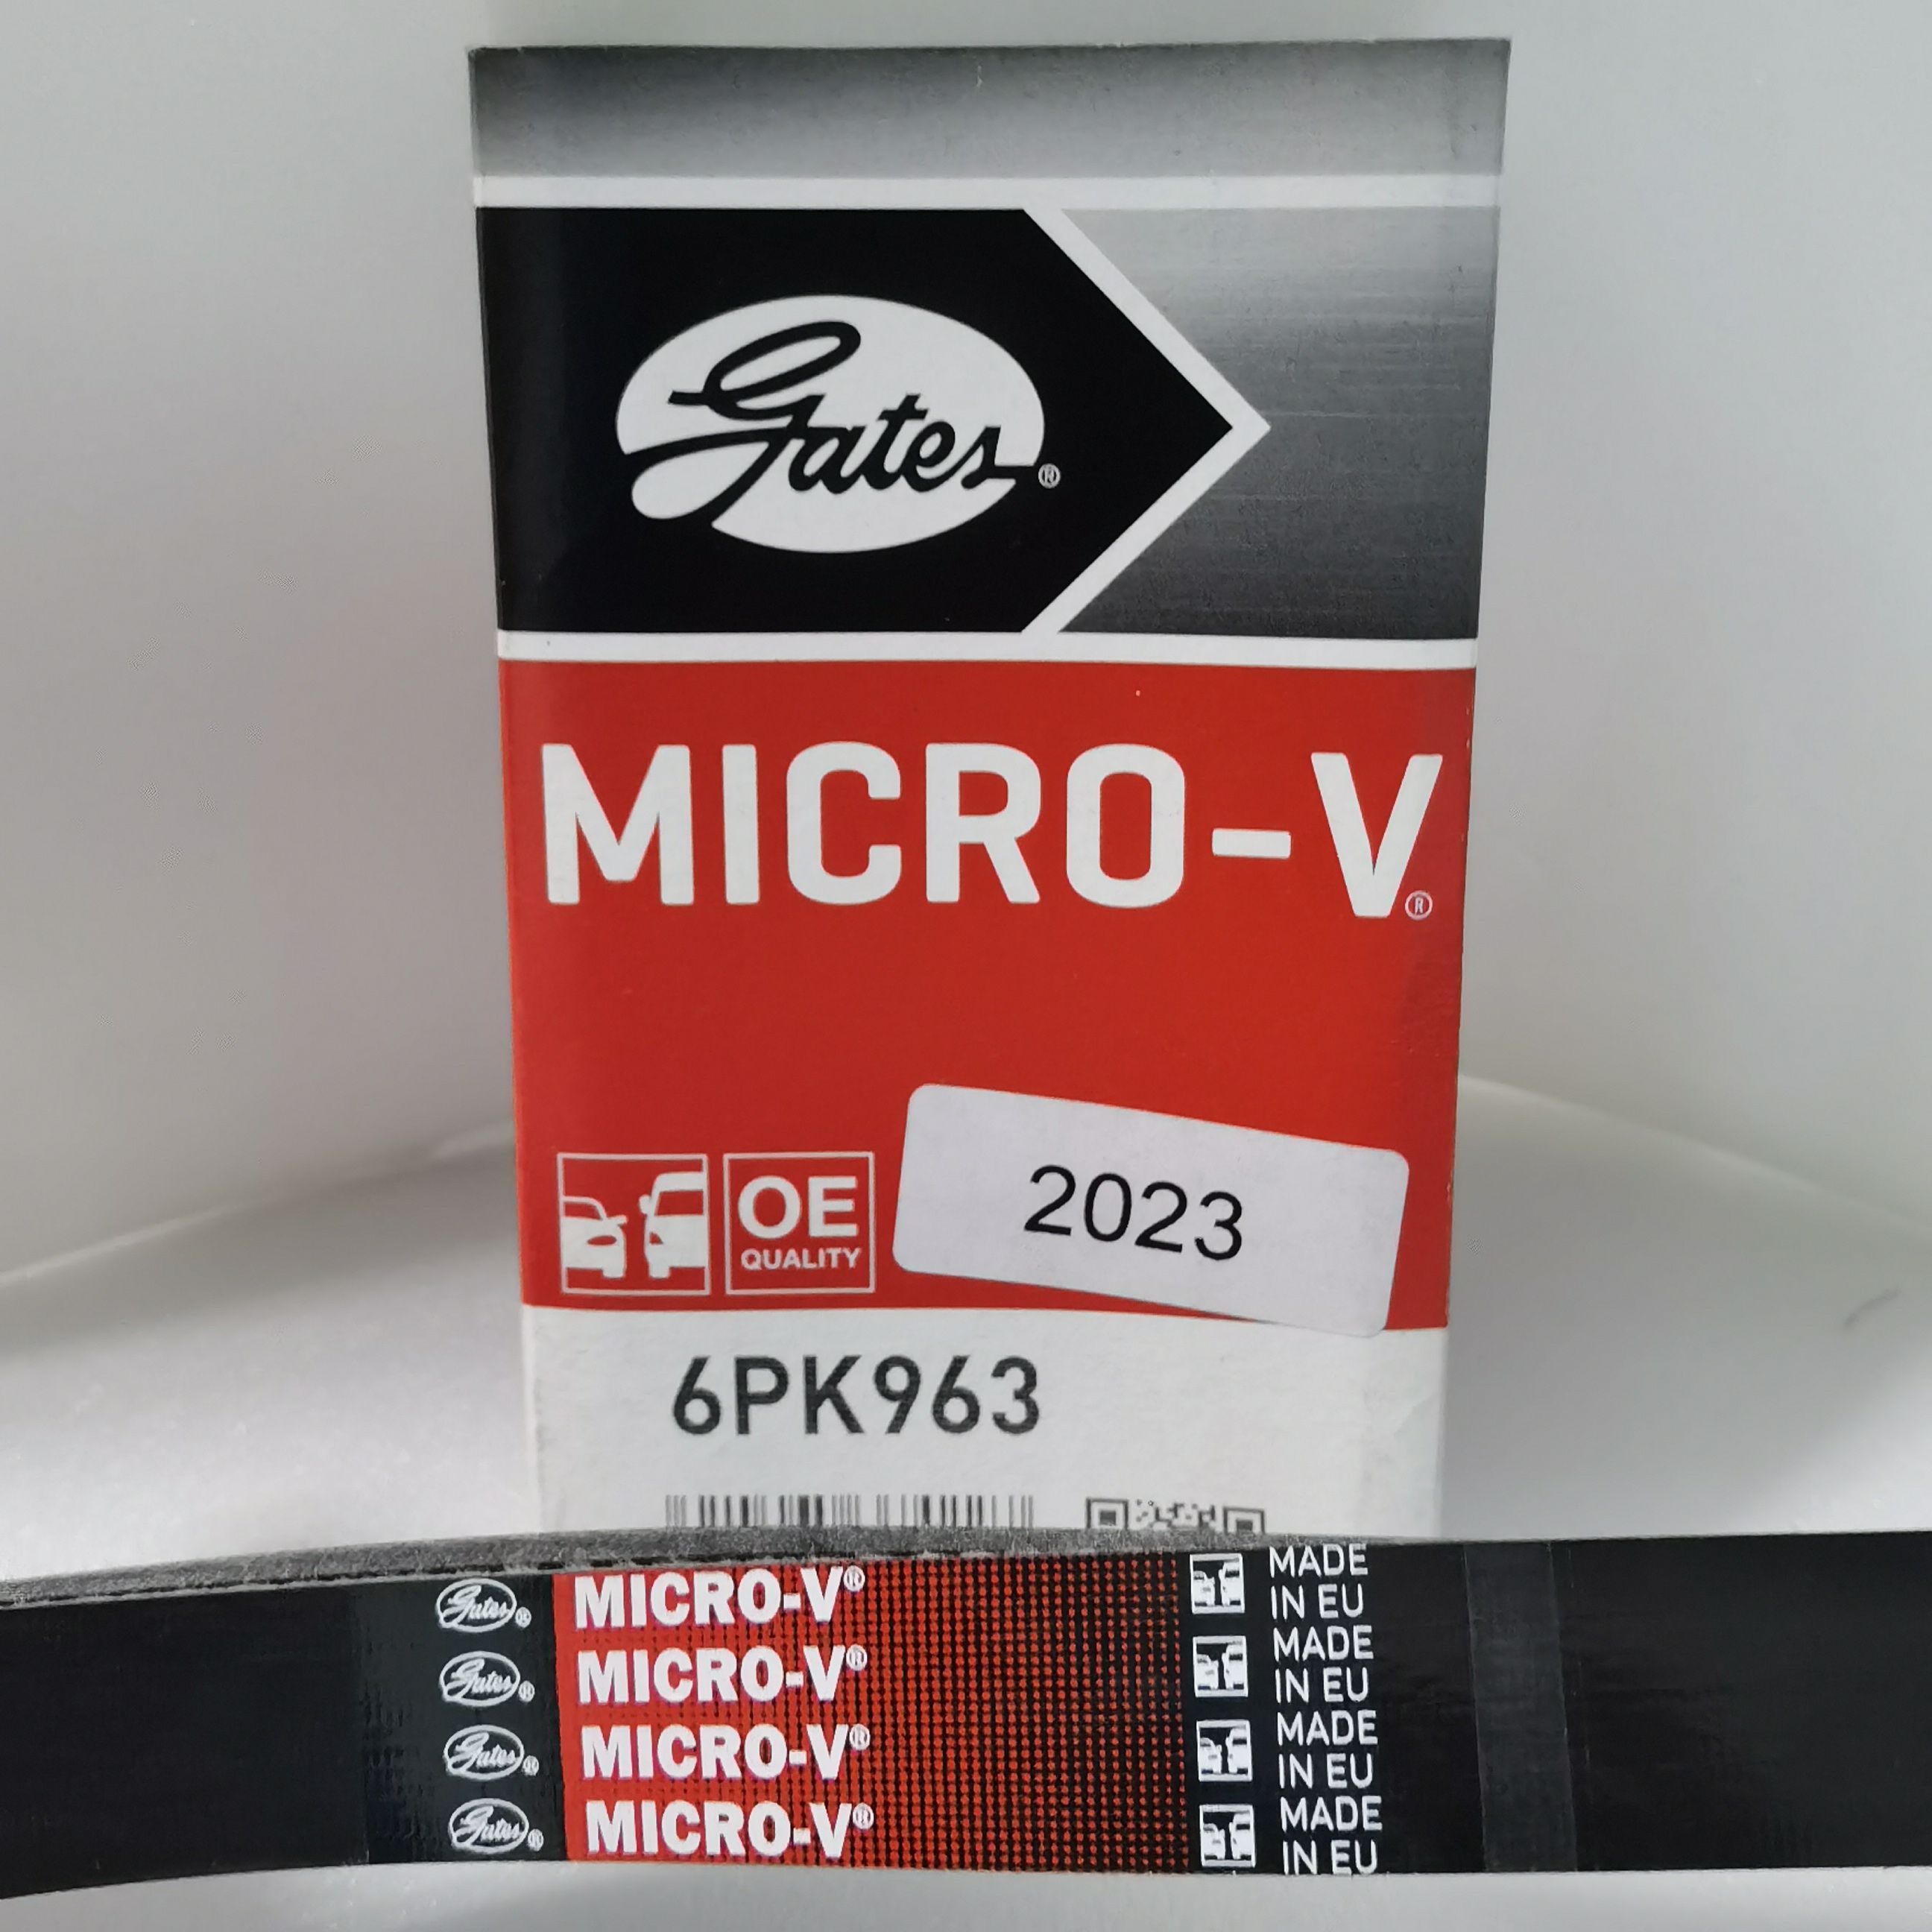 Gates®
MICRO-V®
OE
QUALITY
2023
6PK963
Gates® MICRO-V® MADE
IN EU
Gates® MICRO-V® MADE
IN EU
Gates® MICRO-V® MADE
IN EU
Gates® MICRO-V® MADE
IN EU